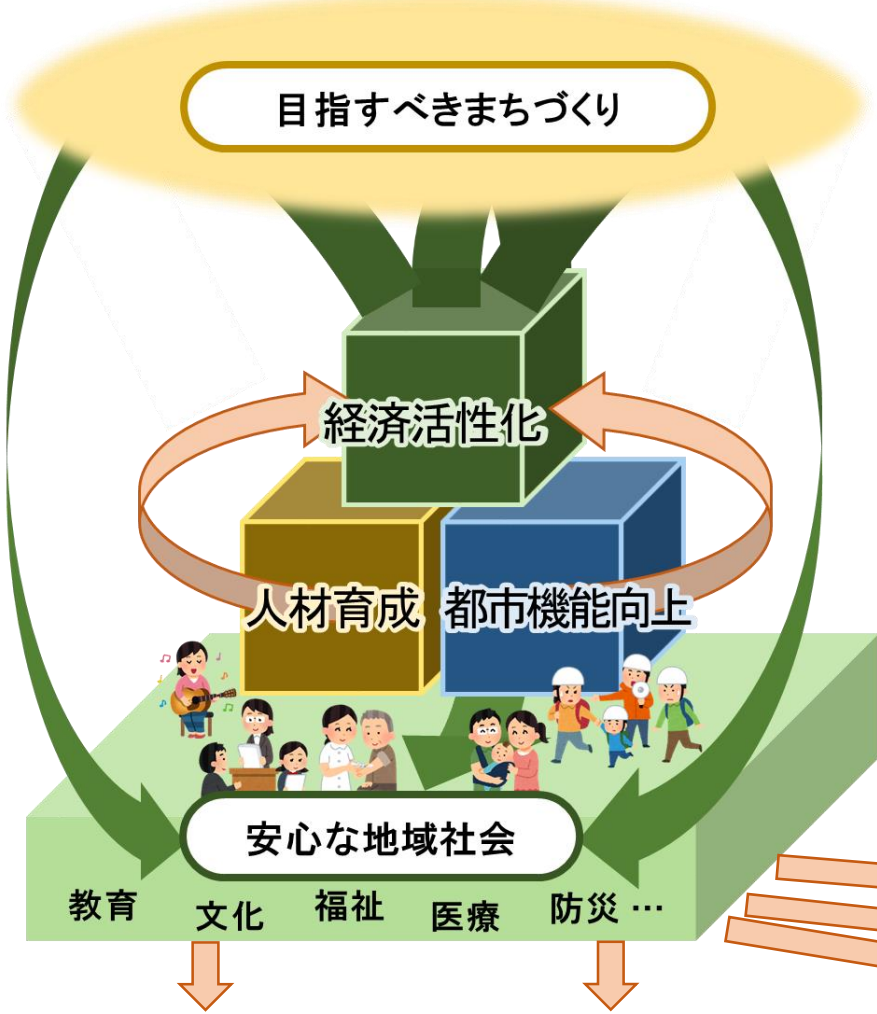 目指すべきまちづくり
経済活性化
人材育成
都市機能向上
安心な地域社会
教育
文化
福祉
医療
防災 …